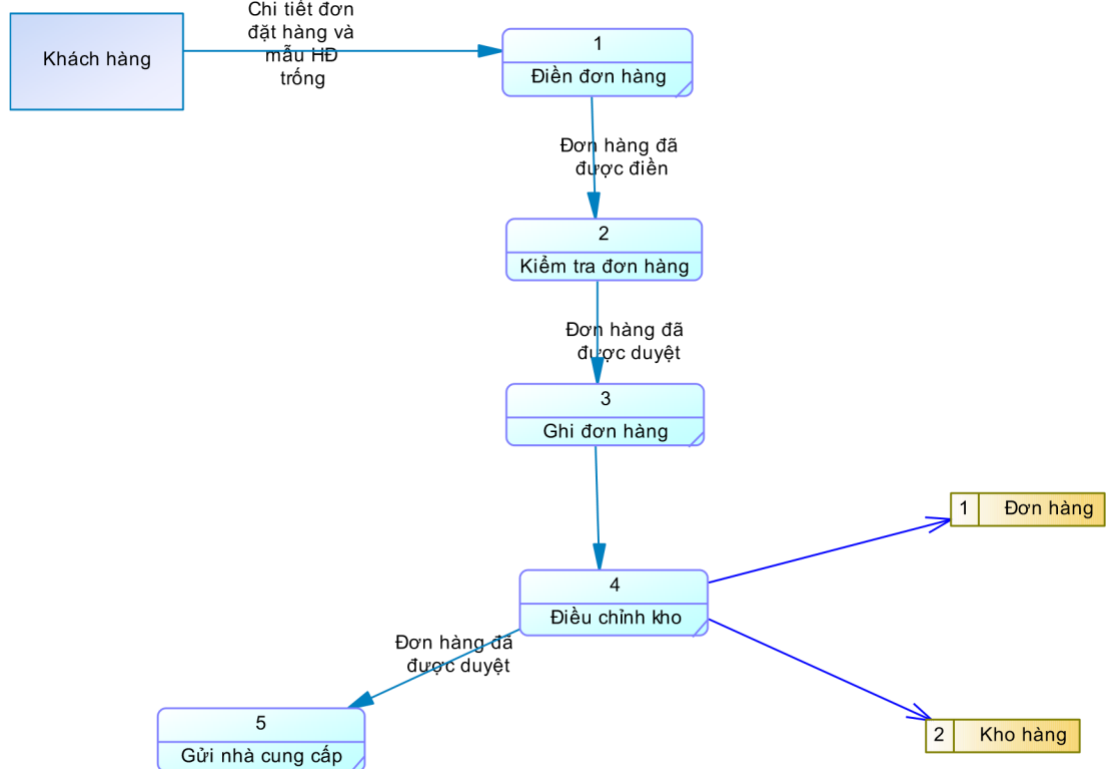 Chi tiết đơn
đặt hàng và
mẫu HĐ
trống
Khách hàng
1
Điền đơn hàng
Đơn hàng đã
được điền
2
Kiểm tra đơn hàng
Đơn hàng đã
được duyệt
3
Ghi đơn hàng
1 Đơn hàng
4
Điều chỉnh kho
Đơn hàng đã
được duyệt
5
Gửi nhà cung cấp
2 Kho hàng